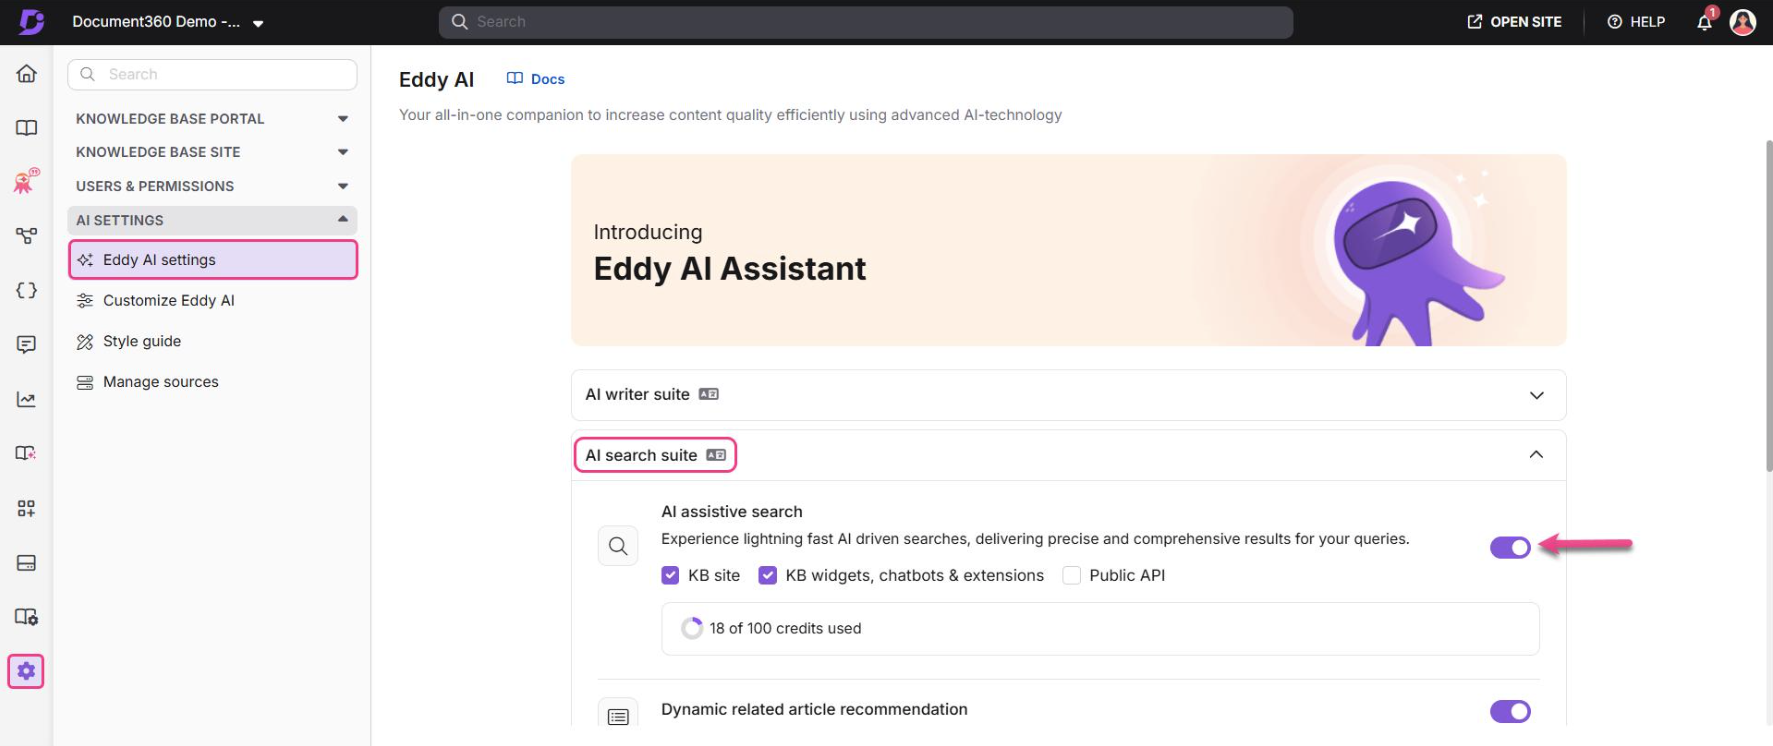 Document360 Demo -...
Search
OPEN SITE
HELP
1
Search
KNOWLEDGE BASE PORTAL
KNOWLEDGE BASE SITE
USERS & PERMISSIONS
AI SETTINGS
Eddy AI settings
Customize Eddy AI
Style guide
Manage sources
Eddy AI
Docs
Your all-in-one companion to increase content quality efficiently using advanced AI-technology
Introducing
Eddy AI Assistant
AI writer suite
AI search suite
AI assistive search
Experience lightning fast AI driven searches, delivering precise and comprehensive results for your queries.
KB site
KB widgets, chatbots & extensions
Public API
18 of 100 credits used
Dynamic related article recommendation